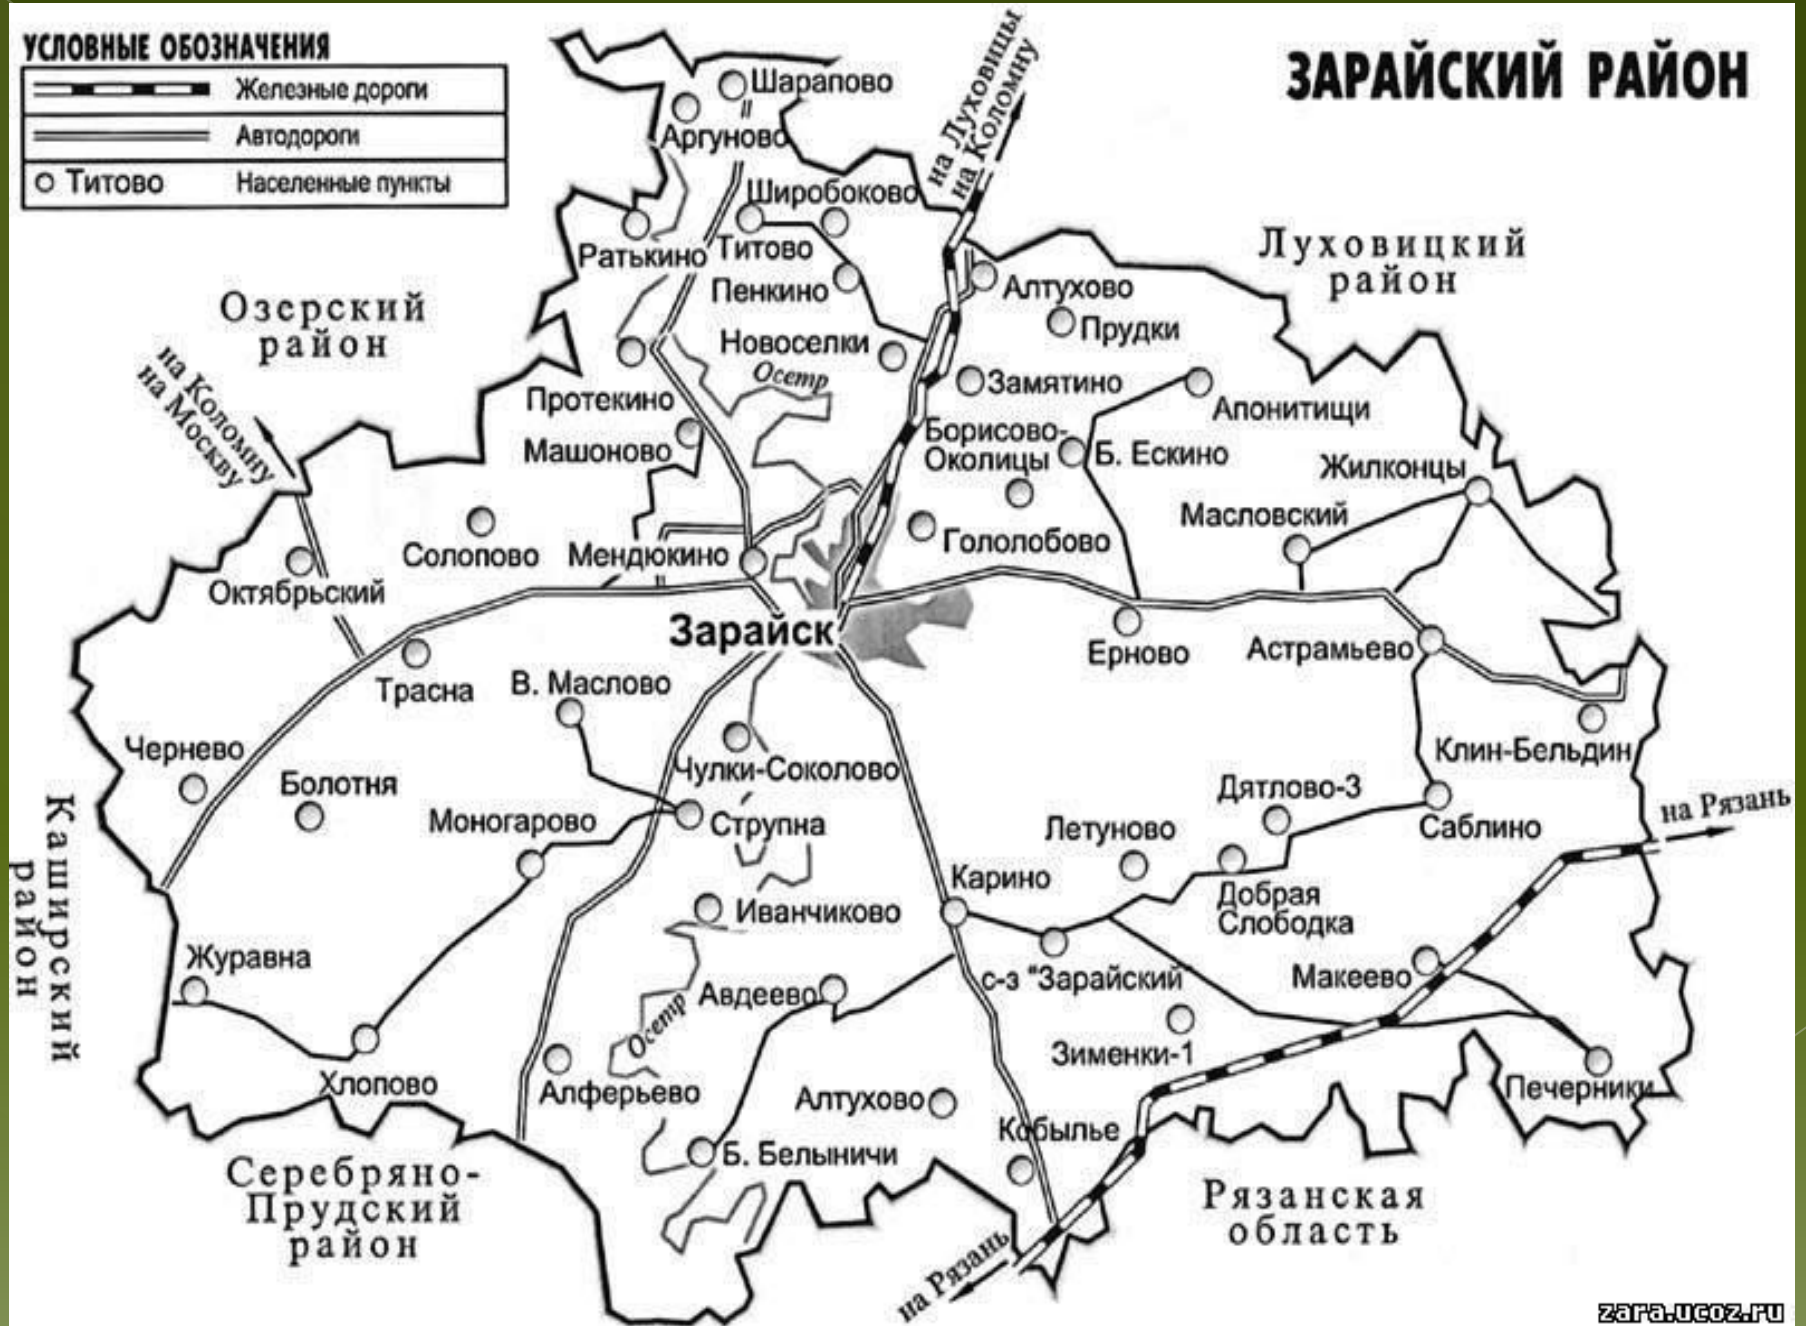 УСЛОВНЫЕ ОБОЗНАЧЕНИЯ
Железные дороги
Автодороги
Титово Населенные пункты
ЗАРАЙСКИЙ РАЙОН
на Луховицы
на Коломну
Шарапово
Аргуново
Широбоково
Ратькино
Титово
Пенкино
Луховицкий
район
Озерский
район
на Коломну
на Москву
Алтухово
Прудки
Новоселки
Осетр
Замятино
Протекино
Апонитищи
Машоново
Борисово-
Околицы
Б. Ескино
Жилконцы
Масловский
Солопово
Мендюкино
Гололобово
Октябрьский
Зарайск
Ерново
Астрамьево
Трасна
В. Маслово
Чернево
Болотня
Чулки-Соколово
Клин-Бельдин
Дятлово-3
на Рязань
Моногарово
Струпна
Летуново
Саблино
Каширский
район
Карино
Иванчиково
Добрая
Слободка
Журавна
Авдеево
с-з "Зарайский
Макеево
Осетр
Зименки-1
Хлопово
Алферьево
Алтухово
Печерники
Кобылье
Б. Белыничи
Серебряно-
Прудский
район
Рязанская
область
на Рязань
zara.ucoz.ru